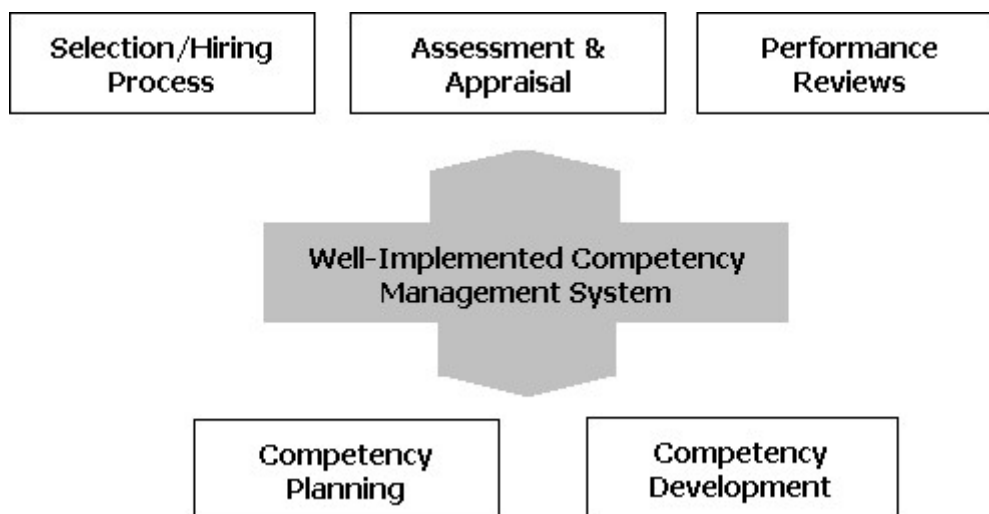 Selection/Hiring
Process
Assessment &
Appraisal
Performance
Reviews
Well-Implemented Competency
Management System
Competency
Planning
Competency
Development